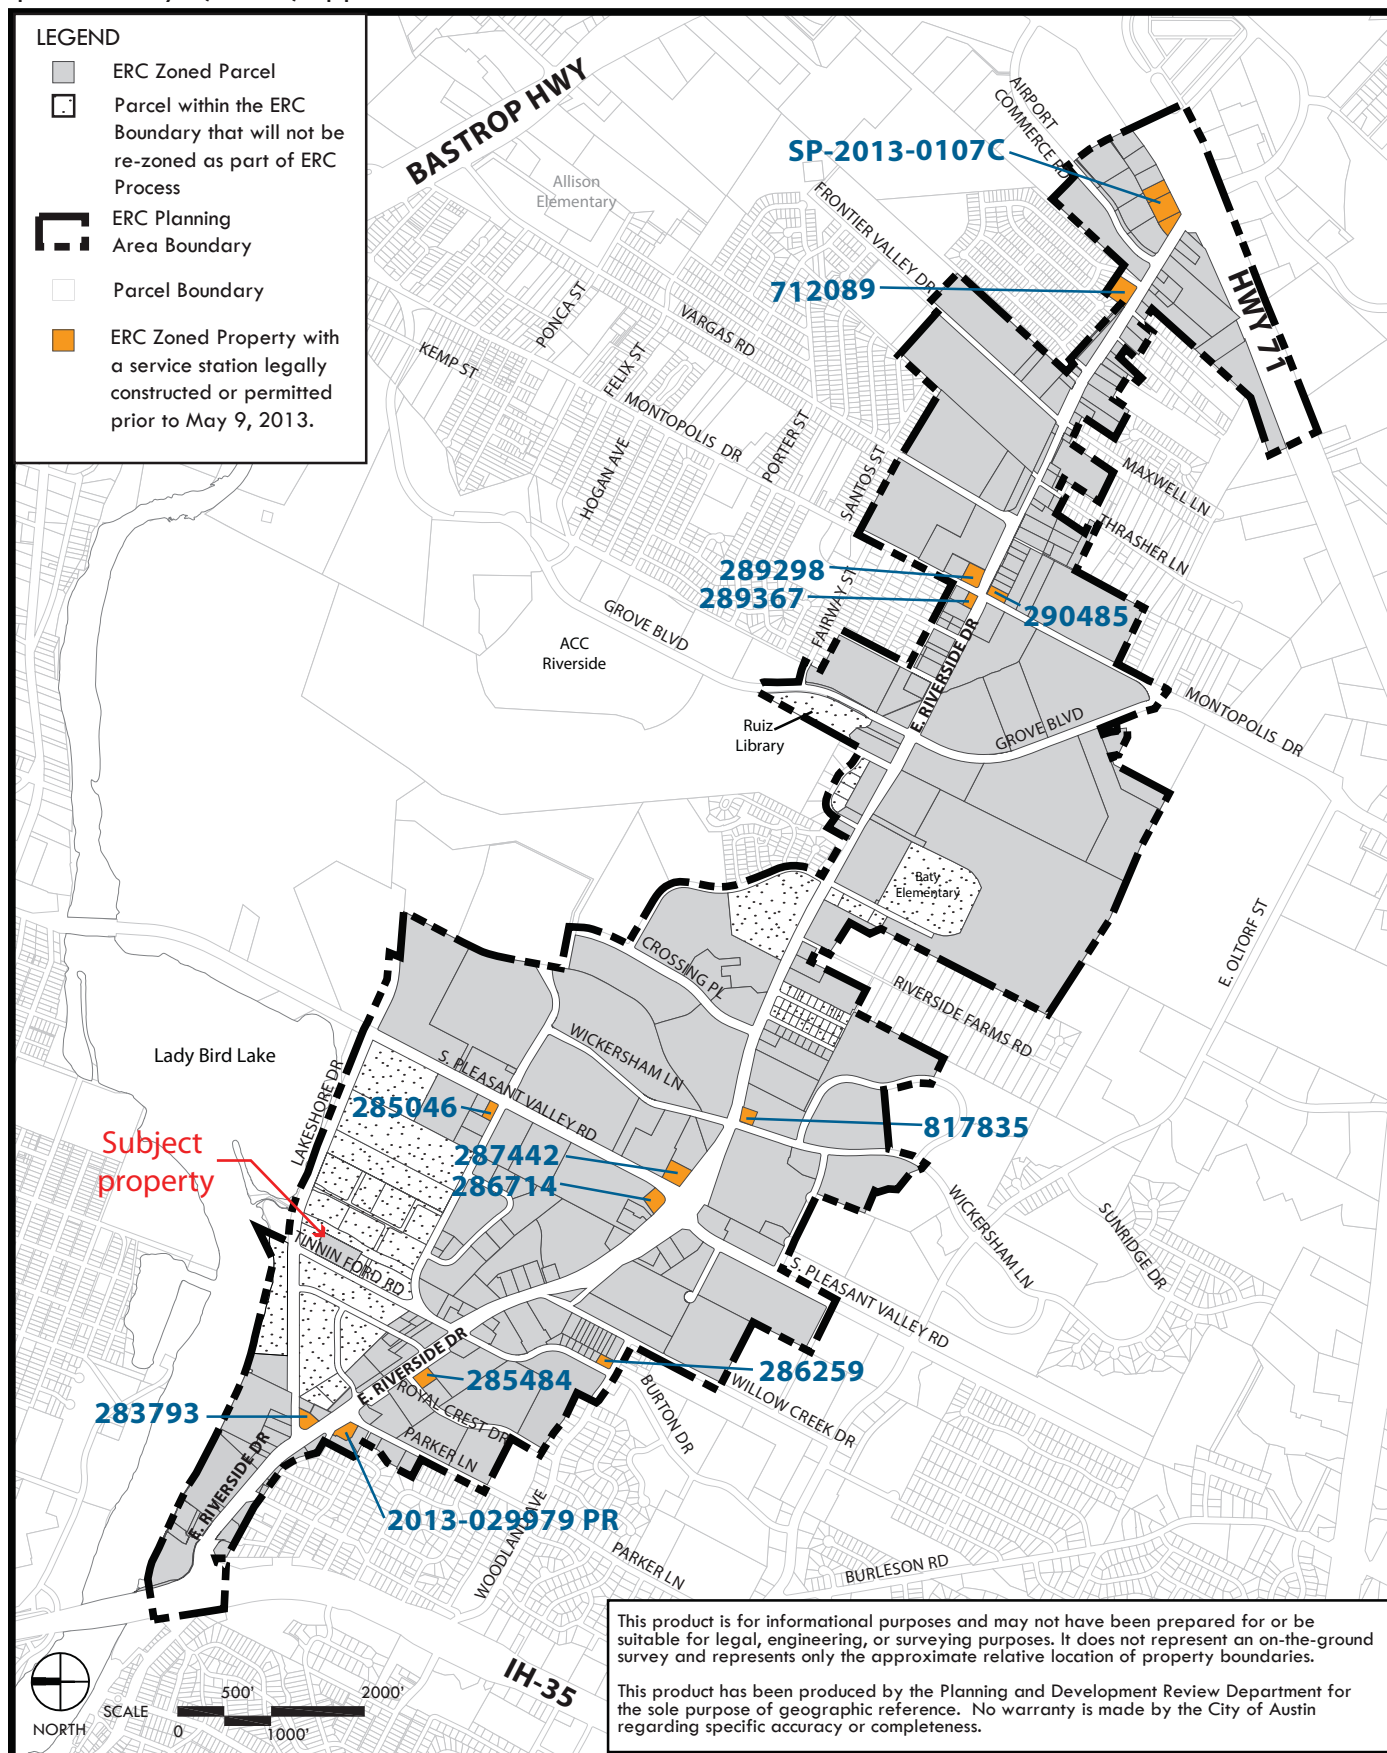 LEGEND
ERC Zoned Parcel
Parcel within the ERC
Boundary that will not be
re-zoned as part of ERC
Process
ERC Planning
Area Boundary
Parcel Boundary
ERC Zoned Property with
a service station legally
constructed or permitted
prior to May 9, 2013.
BASTROP HWY
AIRPORT
COMMERCE RD
SP-2013-0107C
Allison
Elementary
FRONTIER VALLEY DR
712089
HWY 71
PONCA ST
VARGAS RD
KEMP ST
FELIX ST
MONTOPOLIS DR
PORTER ST
HOGAN AVE
SANTOS ST
MAXWELL LN
THRASHER LN
289298
289367
290485
FAIRWAY ST
GROVE BLVD
ACC
Riverside
E. RIVERSIDE DR
MONTOPOLIS DR
Ruiz
Library
GROVE BLVD
Baty
Elementary
E. OLTORF ST
CROSSING PL
RIVERSIDE FARMS RD
WICKERSHAM LN
Lady Bird Lake
LAKESHORE DR
S. PLEASANT VALLEY RD
285046
817835
Subject
property
287442
286714
WICKERSHAM LN
SUNRIDGE DR
TINNIN FORD RD
S. PLEASANT VALLEY RD
E. RIVERSIDE DR
286259
285484
WILLOW CREEK DR
ROYAL CREST DR
BURTON DR
283793
PARKER LN
E. RIVERSIDE DR
2013-029979 PR
WOODLAND AVE
PARKER LN
BURLESON RD
IH-35
NORTH
SCALE
500'
2000'
0
1000'
This product is for informational purposes and may not have been prepared for or be
suitable for legal, engineering, or surveying purposes. It does not represent an on-the-ground
survey and represents only the approximate relative location of property boundaries.
This product has been produced by the Planning and Development Review Department for
the sole purpose of geographic reference. No warranty is made by the City of Austin
regarding specific accuracy or completeness.